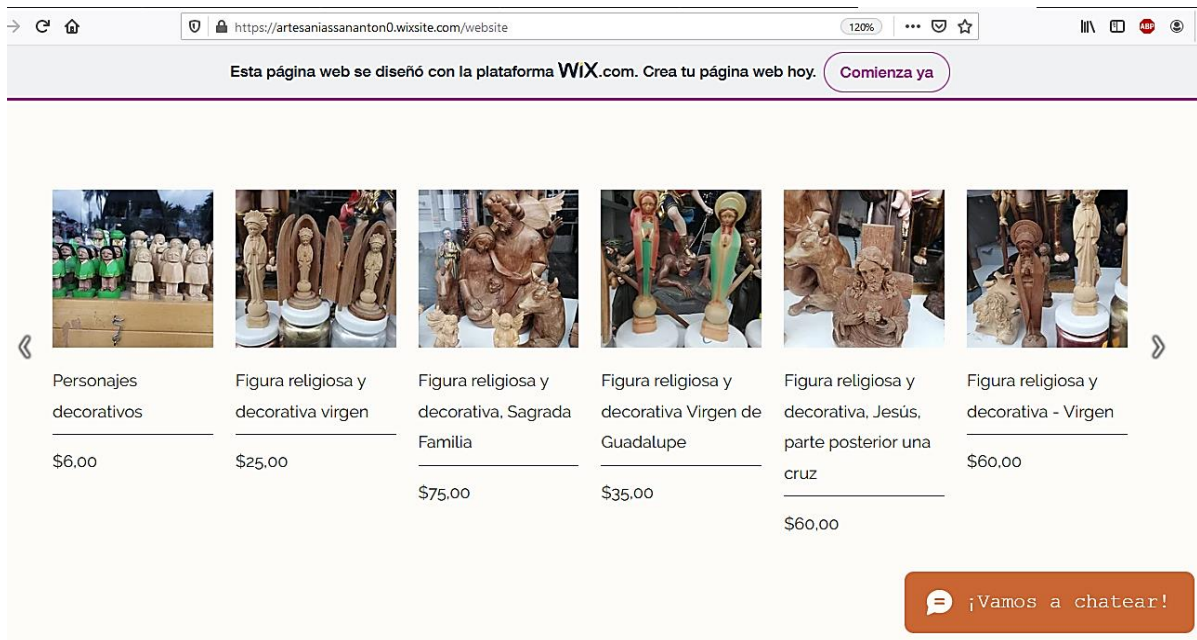 https://artesaniassananton0.wixsite.com/website
120%
ABP
Esta página web se diseñó con la plataforma WiX.com. Crea tu página web hoy.
Comienza ya
Personajes
decorativos
$6,00
Figura religiosa y
decorativa virgen
$25,00
Figura religiosa y
decorativa, Sagrada
Familia
$75,00
Figura religiosa y
decorativa Virgen de
Guadalupe
$35,00
Figura religiosa y
decorativa, Jesús,
parte posterior una
cruz
$60,00
Figura religiosa y
decorativa - Virgen
$60,00
¡Vamos a chatear!